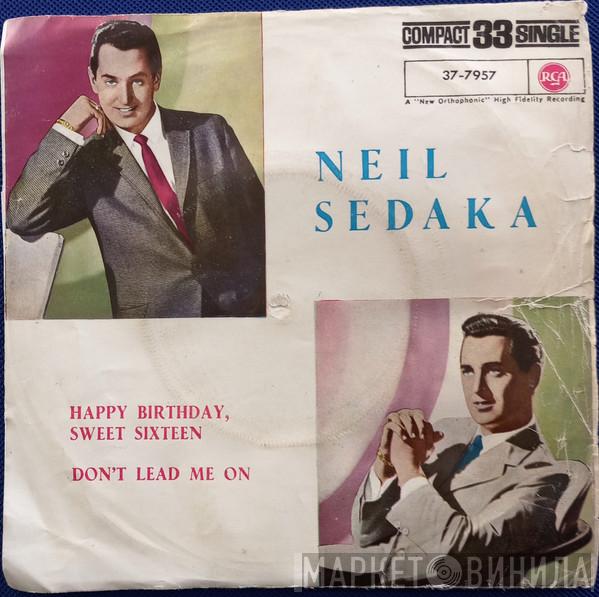 COMPACT 33 SINGLE
37-7957
RCA
A "New Orthophonic" High Fidelity Recording
NEIL
SEDAKA
HAPPY BIRTHDAY,
SWEET SIXTEEN
DON'T LEAD ME ON
МАРКЕТ ВИНИЛА